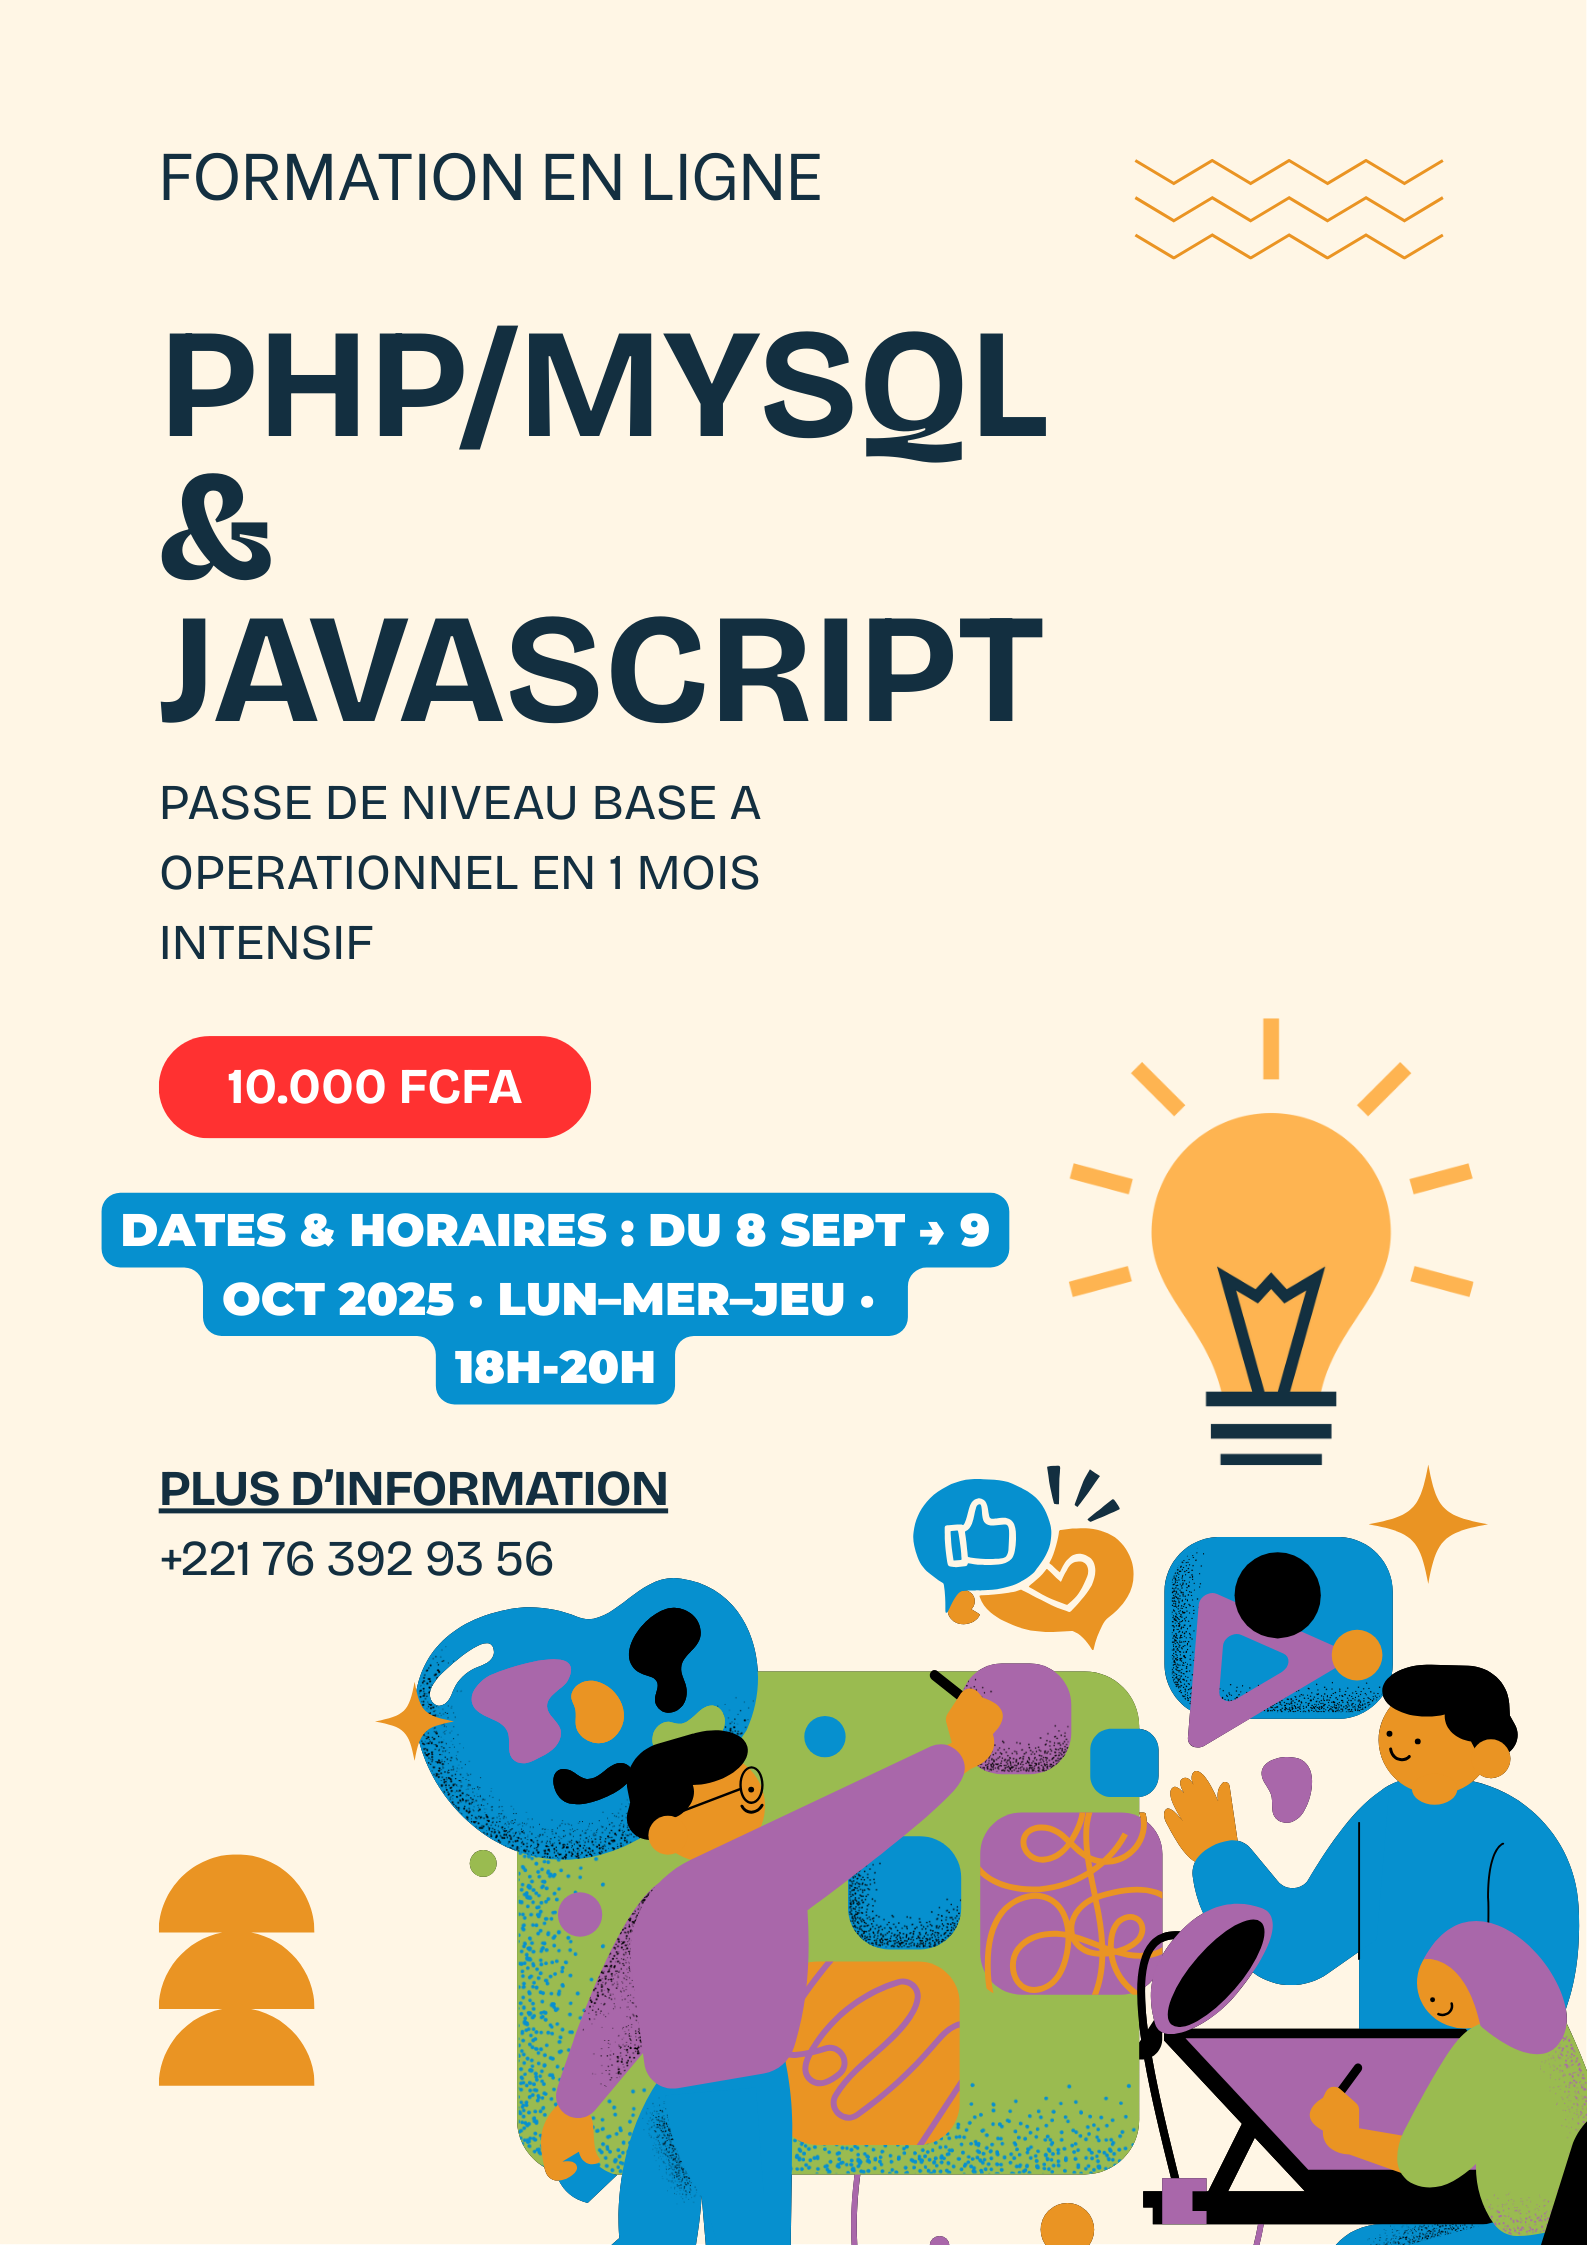 FORMATION EN LIGNE
PHP/MYSQL
&
JAVASCRIPT
PASSE DE NIVEAU BASE A
OPERATIONNEL EN 1 MOIS
INTENSIF
10.000 FCFA
DATES & HORAIRES : DU 8 SEPT → 9
OCT 2025 • LUN–MER–JEU •
18H-20H
PLUS D'INFORMATION
+221 76 392 93 56